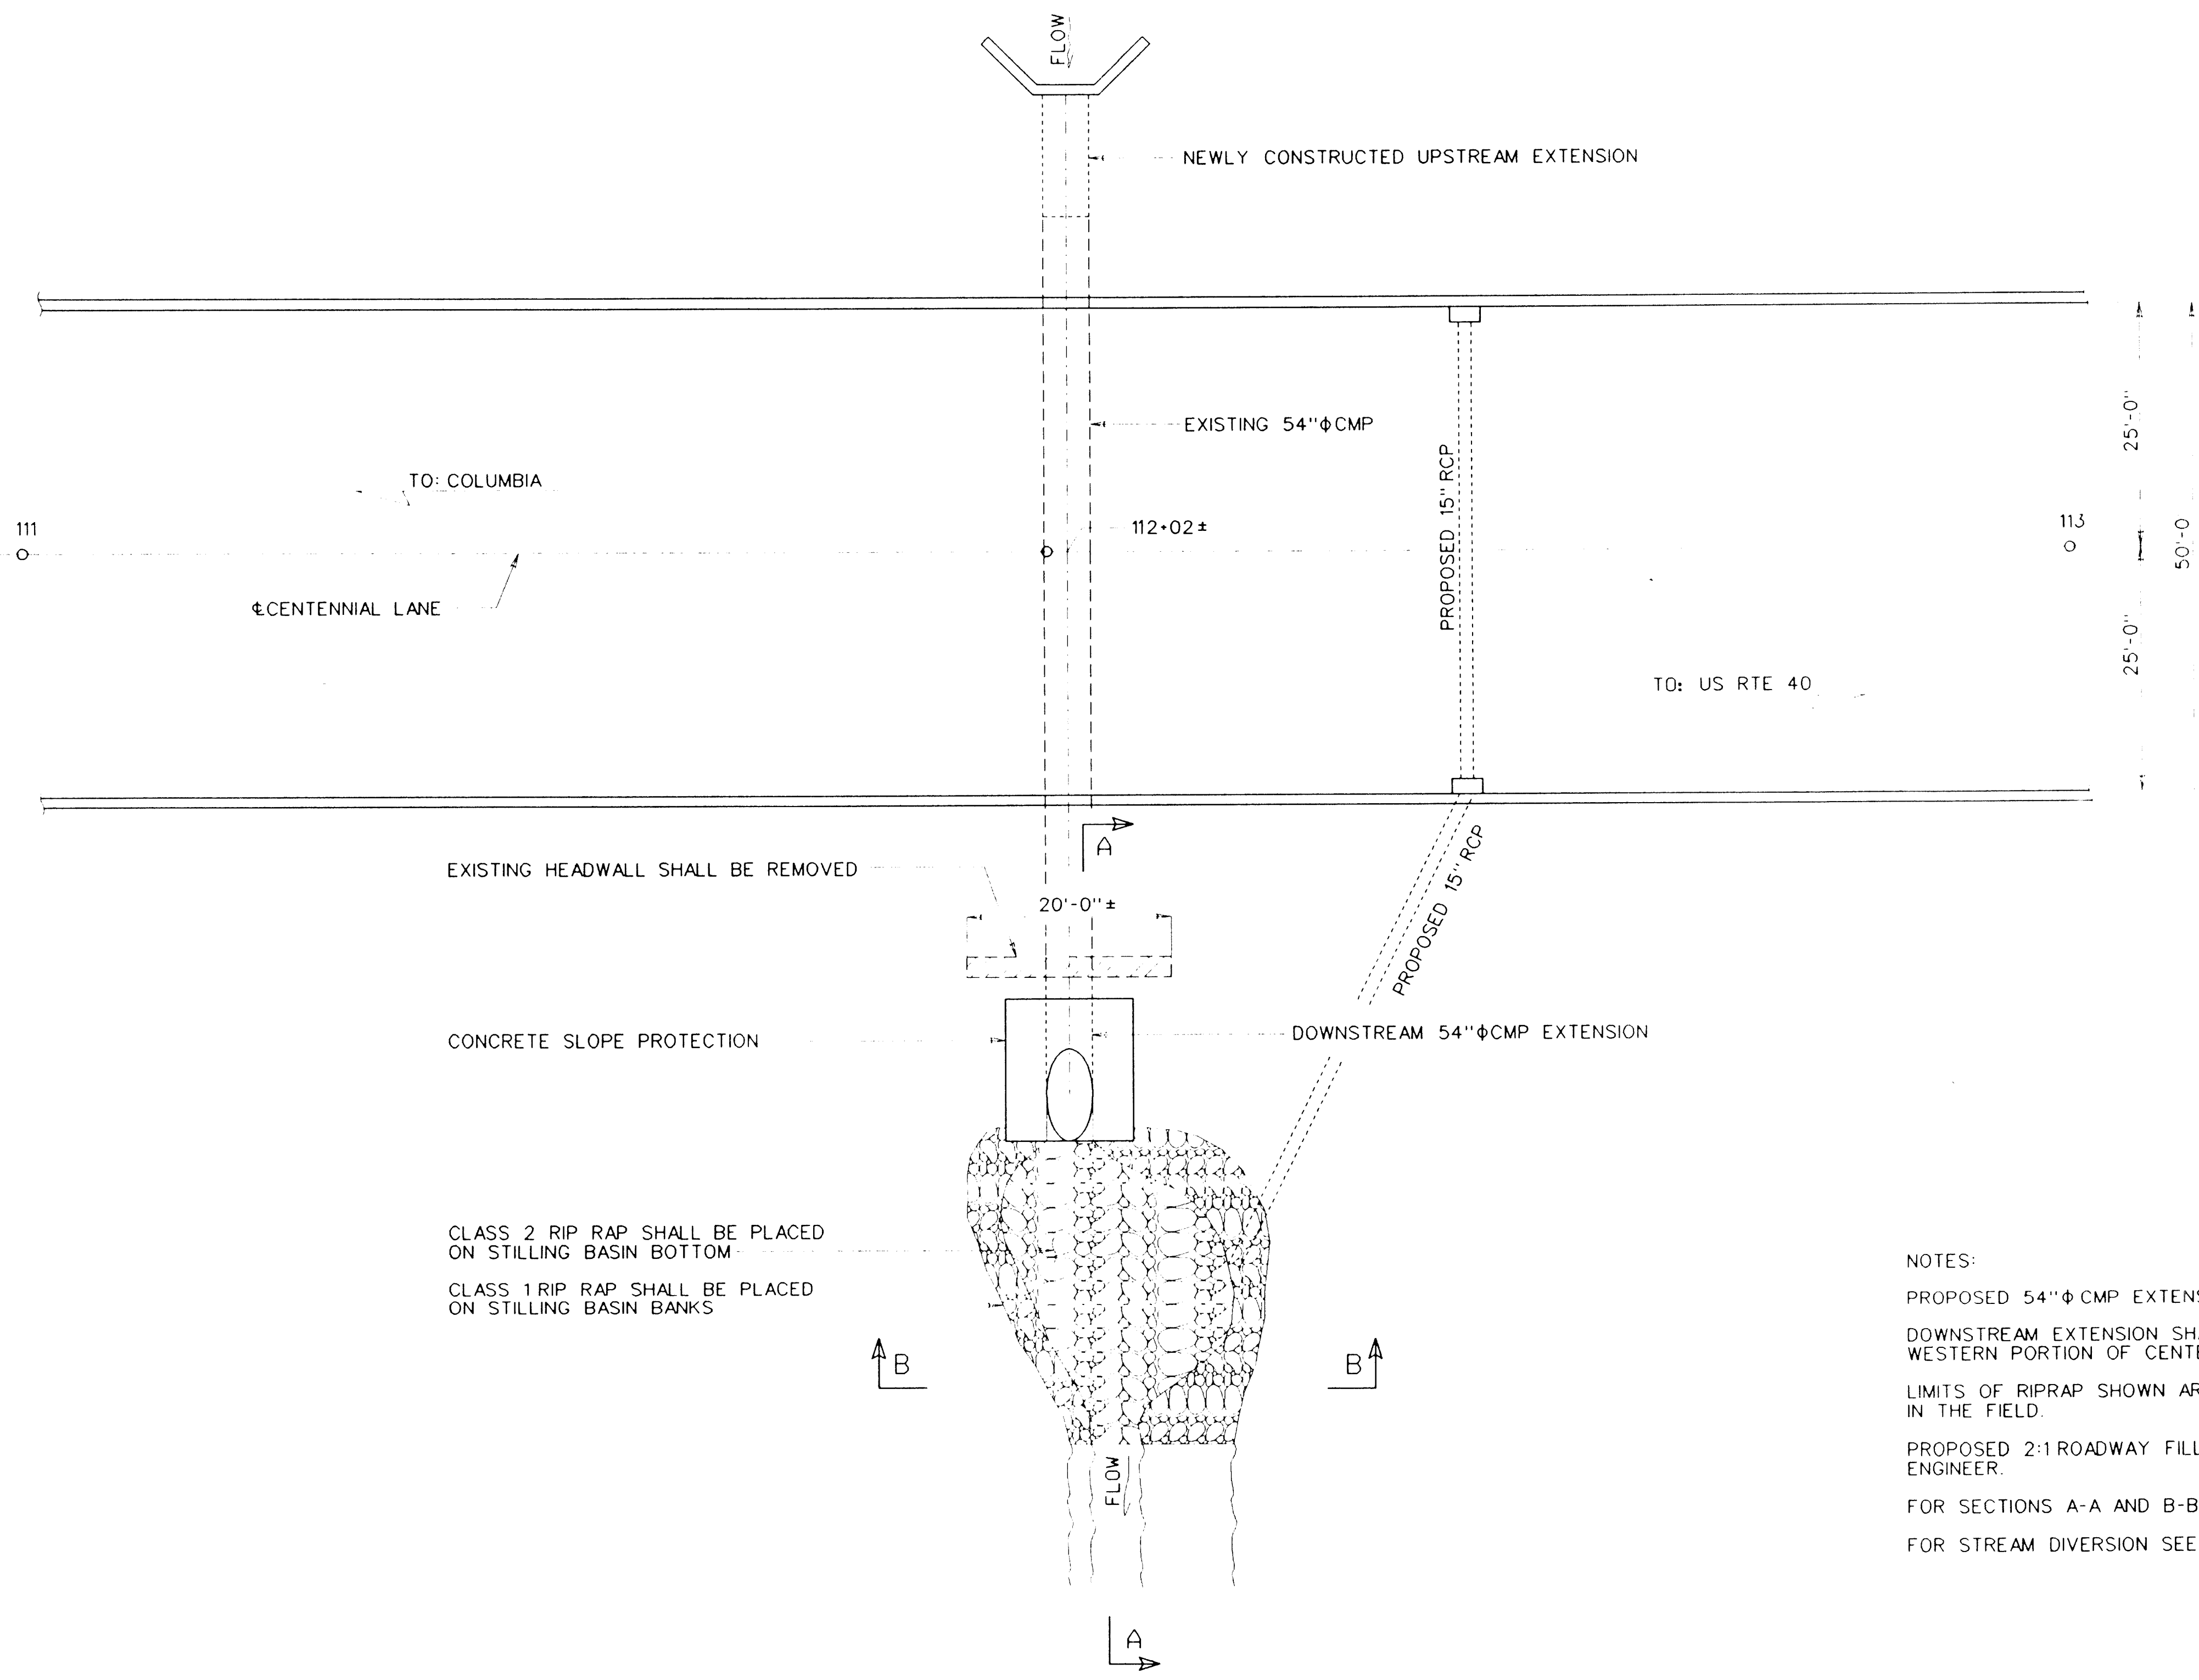 FLOW
NEWLY CONSTRUCTED UPSTREAM EXTENSION
EXISTING 54"ϕ CMP
TO: COLUMBIA
111
112+02±
113
℄ CENTENNIAL LANE
PROPOSED 15" RCP
25'-0"
50'-0
25'-0"
TO: US RTE 40
A
EXISTING HEADWALL SHALL BE REMOVED
20'-0"±
PROPOSED 15" RCP
CONCRETE SLOPE PROTECTION
DOWNSTREAM 54"ϕ CMP EXTENSION
CLASS 2 RIP RAP SHALL BE PLACED
ON STILLING BASIN BOTTOM
CLASS 1 RIP RAP SHALL BE PLACED
ON STILLING BASIN BANKS
B
B
FLOW
A
NOTES:
PROPOSED 54"ϕ CMP
DOWNSTREAM EXTENSION
WESTERN PORTION OF
LIMITS OF RIPRAP SHOWN
IN THE FIELD.
PROPOSED 2:1 ROADWAY FILL
ENGINEER.
FOR SECTIONS A-A AND B-B
FOR STREAM DIVERSION SEE